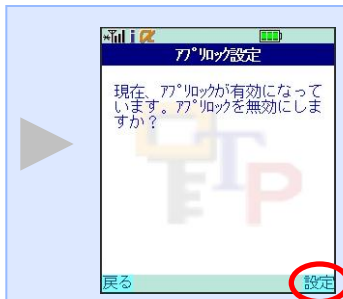 ｱﾌﾟﾘﾛｯｸ設定
現在、ｱﾌﾟﾘﾛｯｸが有効になって
います。ｱﾌﾟﾘﾛｯｸを無効にしま
すか？
TP
戻る
設定